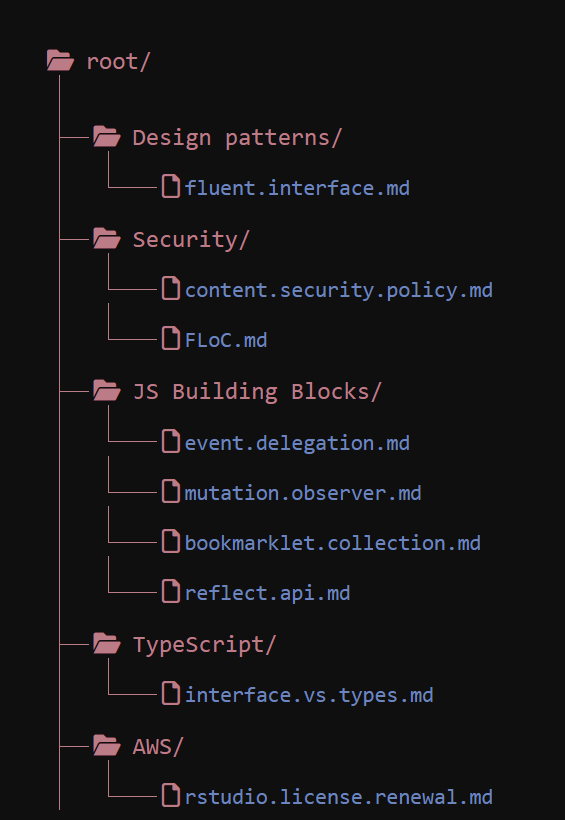 root/
Design patterns/
fluent.interface.md
Security/
content.security.policy.md
FLoC.md
JS Building Blocks/
event.delegation.md
mutation.observer.md
bookmarklet.collection.md
reflect.api.md
TypeScript/
interface.vs.types.md
AWS/
rstudio.license.renewal.md